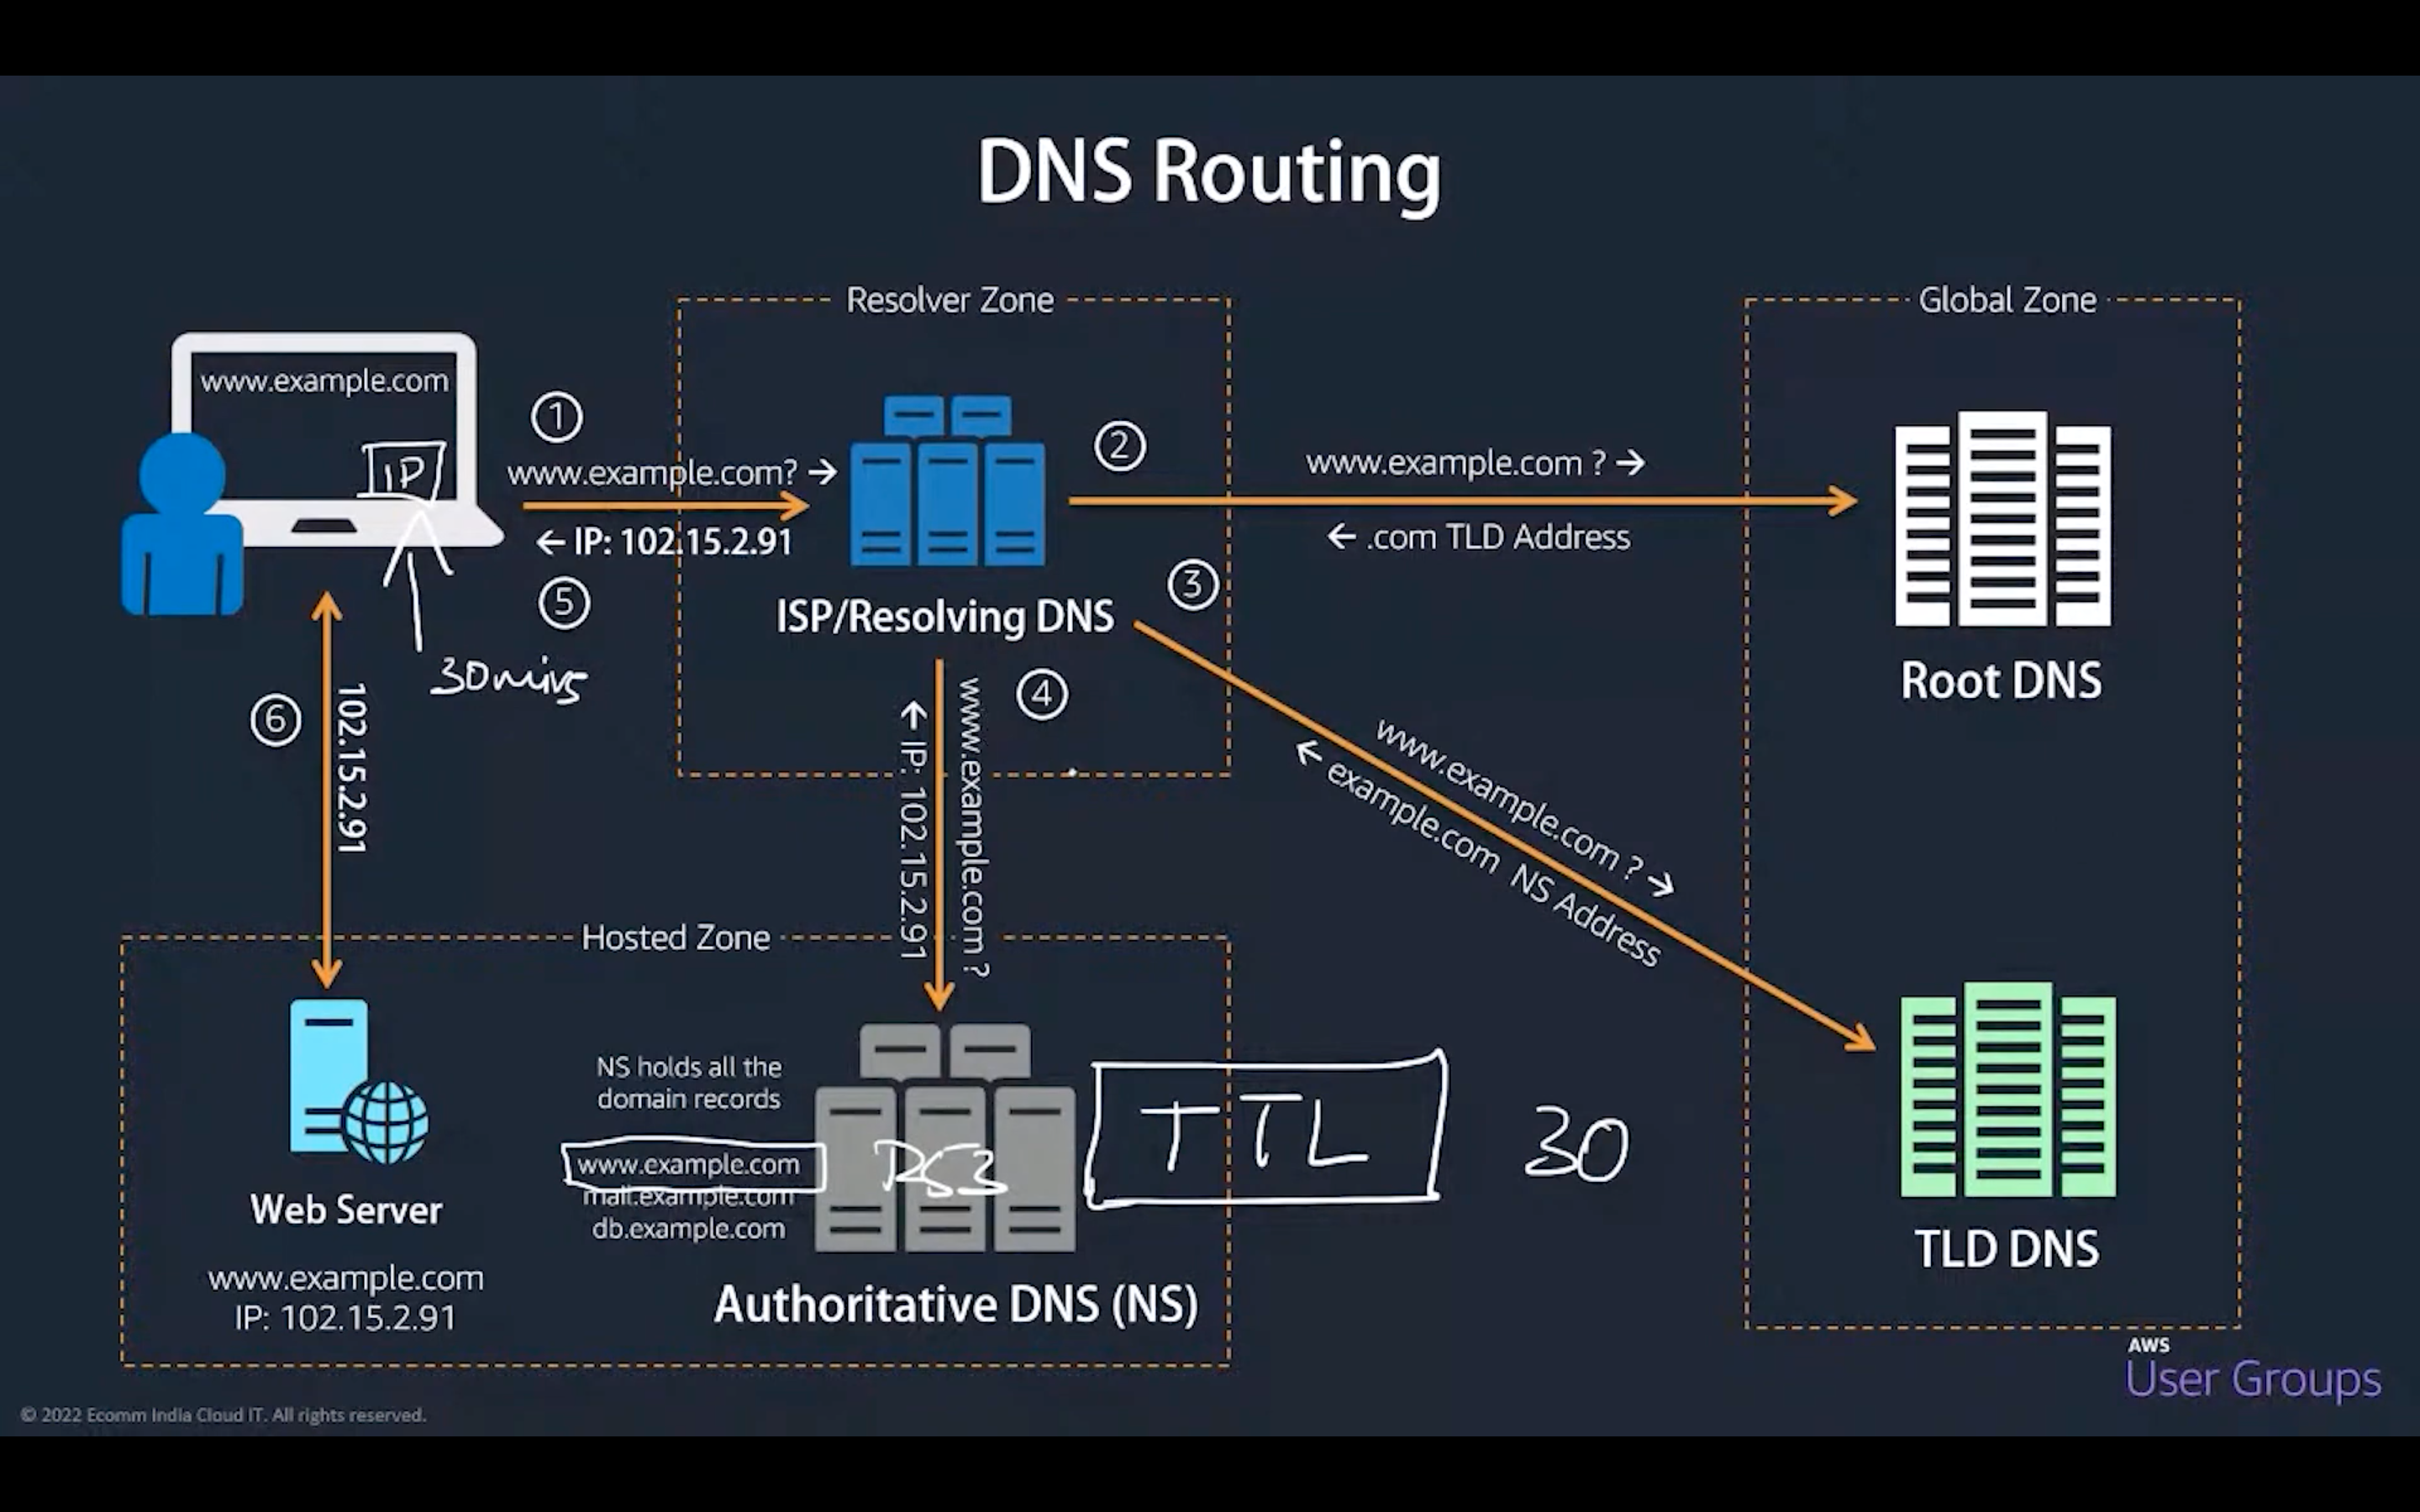 DNS Routing
Resolver Zone
Global Zone
www.example.com
IP
①
www.example.com? →
← IP: 102.15.2.91
⑤
30mins
ISP/Resolving DNS
②
www.example.com ? →
← .com TLD Address
Root DNS
③
www.example.com ? →
← example.com NS Address
④
www.example.com ?
← IP: 102.15.2.91
⑥
102.15.2.91
Hosted Zone
Web Server
www.example.com
IP: 102.15.2.91
NS holds all the
domain records
www.example.com
mail.example.com
db.example.com
TTL
30
Authoritative DNS (NS)
TLD DNS
AWS
User Groups
© 2022 Ecomm India Cloud IT. All rights reserved.